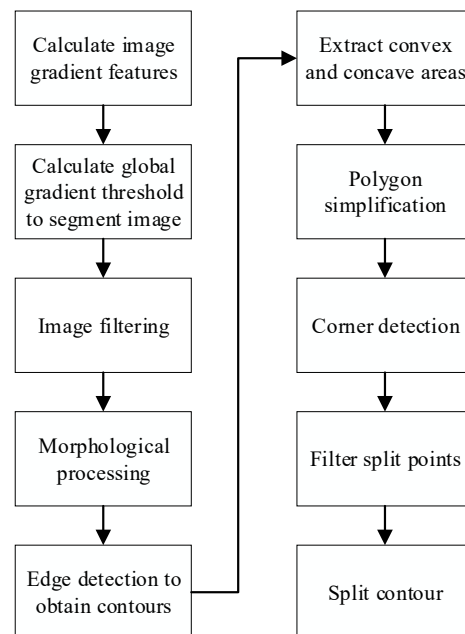 Calculate image
gradient features
Calculate global
gradient threshold
to segment image
Image filtering
Morphological
processing
Edge detection to
obtain contours
Extract convex
and concave areas
Polygon
simplification
Corner detection
Filter split points
Split contour